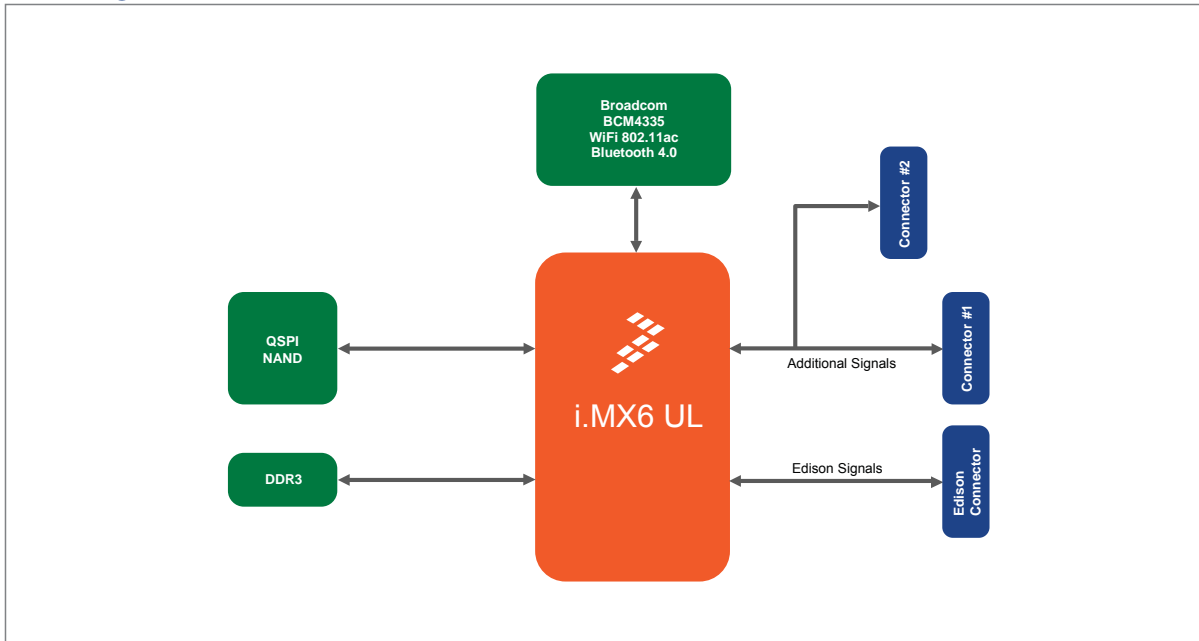 Broadcom
BCM4335
WiFi 802.11ac
Bluetooth 4.0
Connector #2
QSPI
NAND
i.MX6 UL
Additional Signals
Connector #1
DDR3
Edison Signals
Edison
Connector